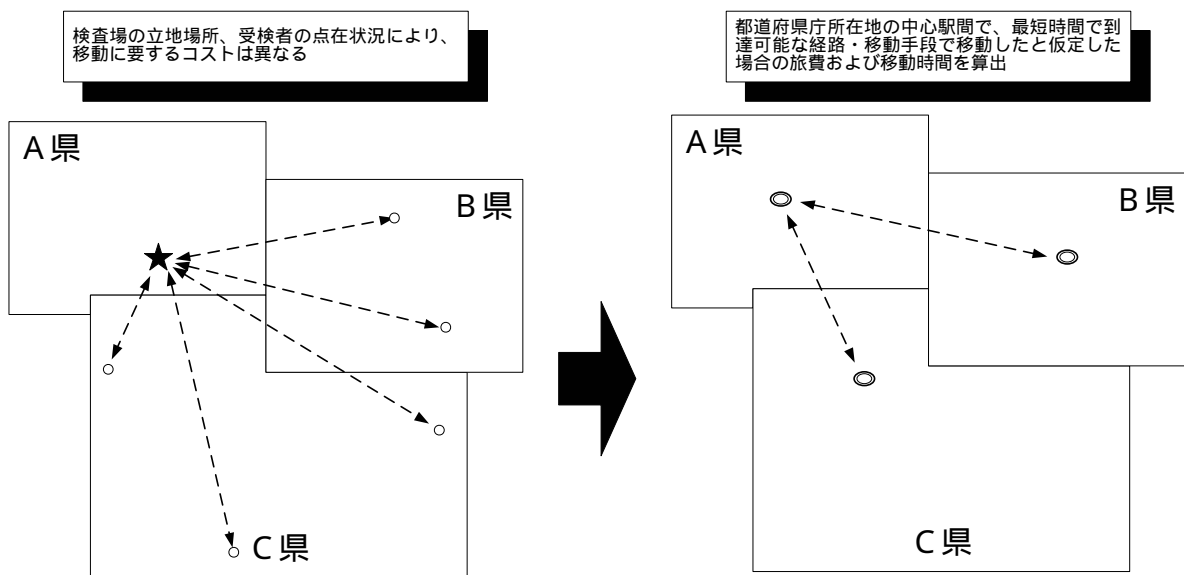 検査場の立地場所、受検者の点在状況により、
移動に要するコストは異なる
都道府県庁所在地の中心駅間で、最短時間で到
達可能な経路・移動手段で移動したと仮定した
場合の旅費および移動時間を算出
A県
B県
C県
A県
B県
C県